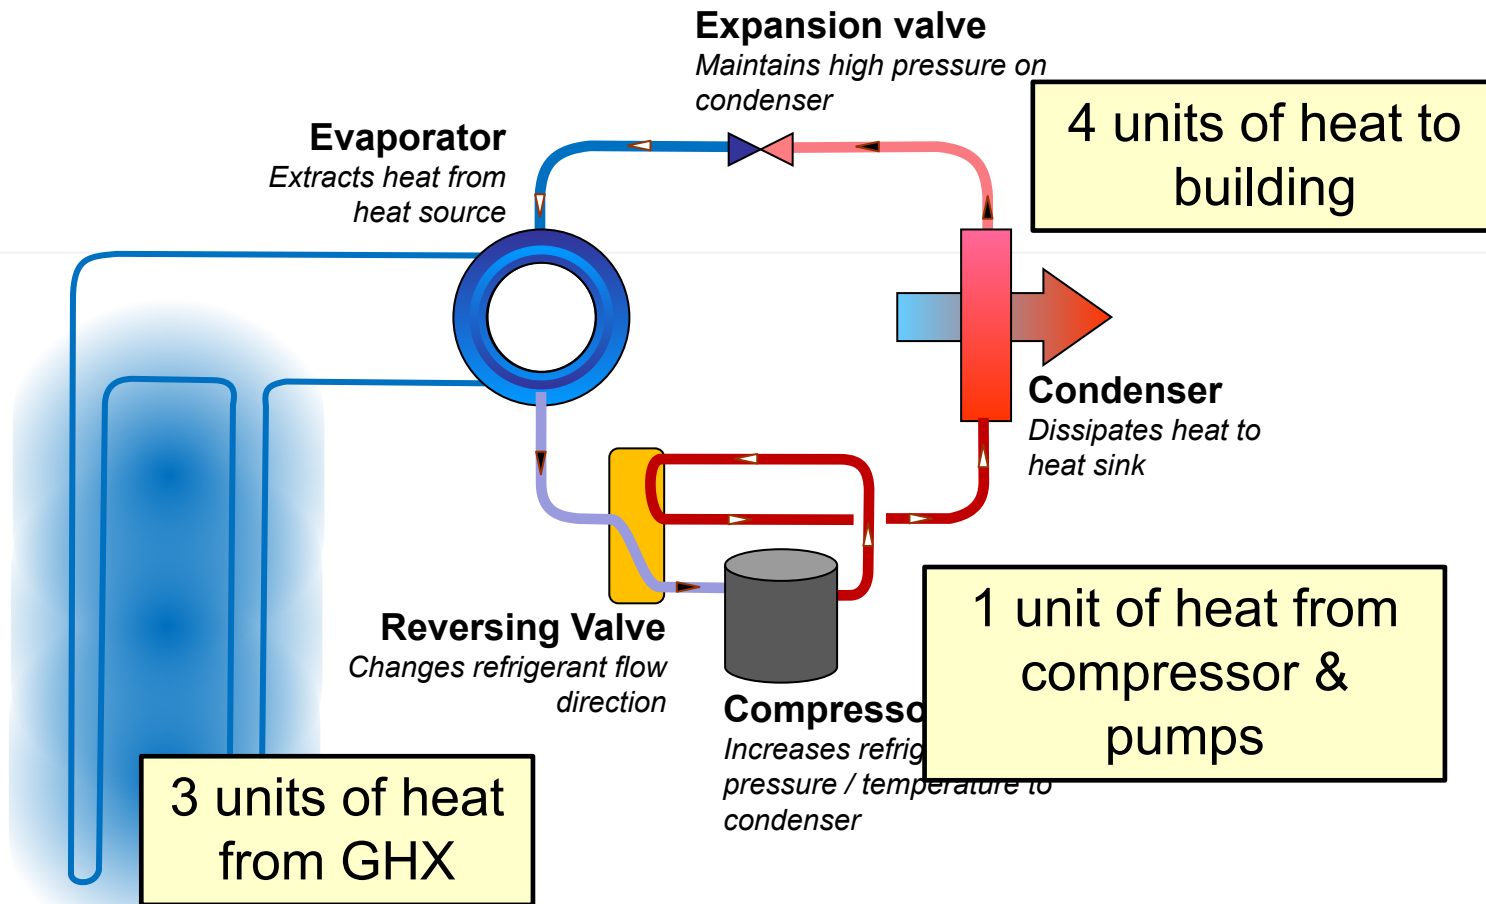 Expansion valve
Maintains high pressure on
condenser
4 units of heat to
building
Evaporator
Extracts heat from
heat source
Condenser
Dissipates heat to
heat sink
Reversing Valve
Changes refrigerant flow
direction
1 unit of heat from
compressor &
pumps
Compresso
Increases refrig
pressure / temperature to
condenser
3 units of heat
from GHX